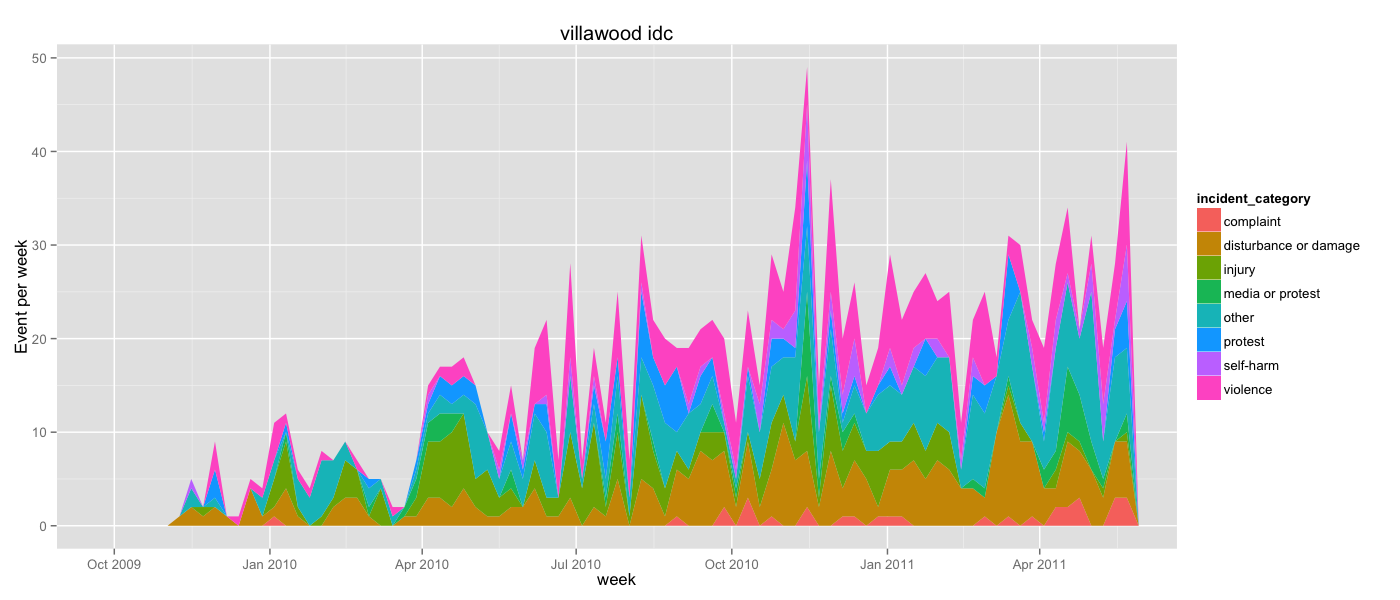 villawood idc
Event per week
50
40
30
20
10
0
Oct 2009
Jan 2010
Apr 2010
Jul 2010
Oct 2010
Jan 2011
Apr 2011
week
incident_category
complaint
disturbance or damage
injury
media or protest
other
protest
self-harm
violence